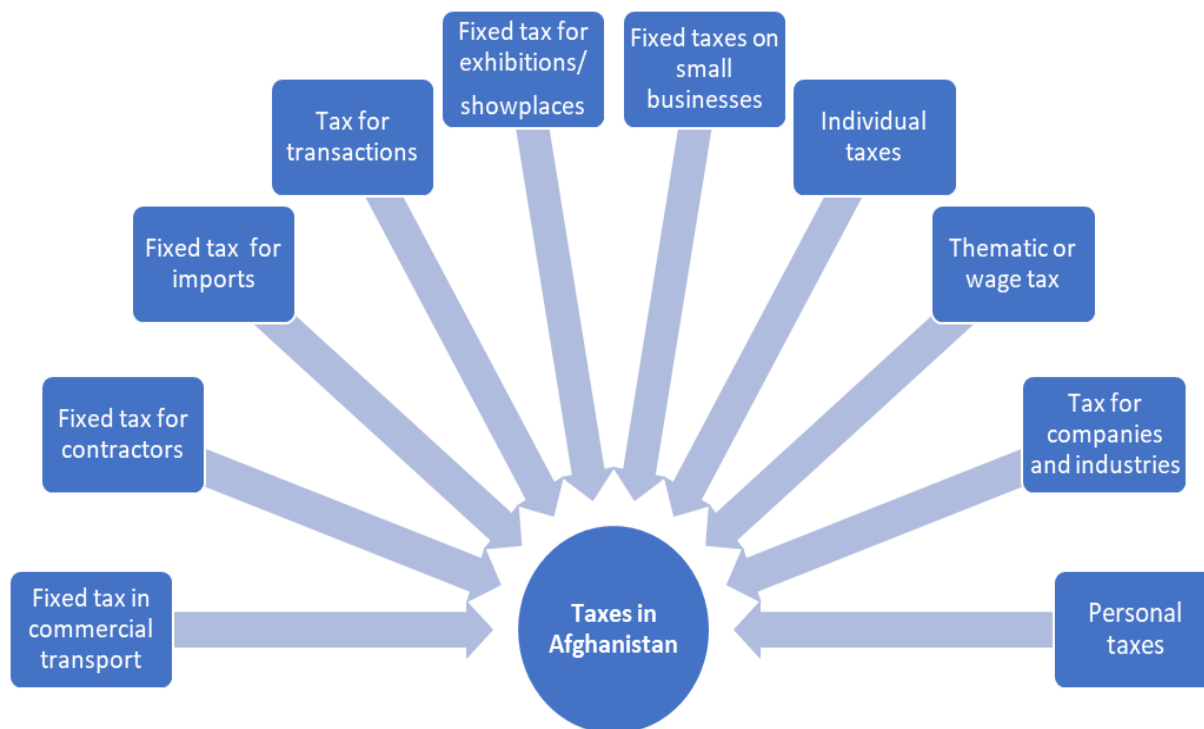 Fixed tax for
exhibitions/
showplaces
Fixed taxes on
small
businesses
Tax for
transactions
Individual
taxes
Fixed tax  for
imports
Thematic or
wage tax
Fixed tax for
contractors
Tax for
companies
and industries
Fixed tax in
commercial
transport
Taxes in
Afghanistan
Personal
taxes